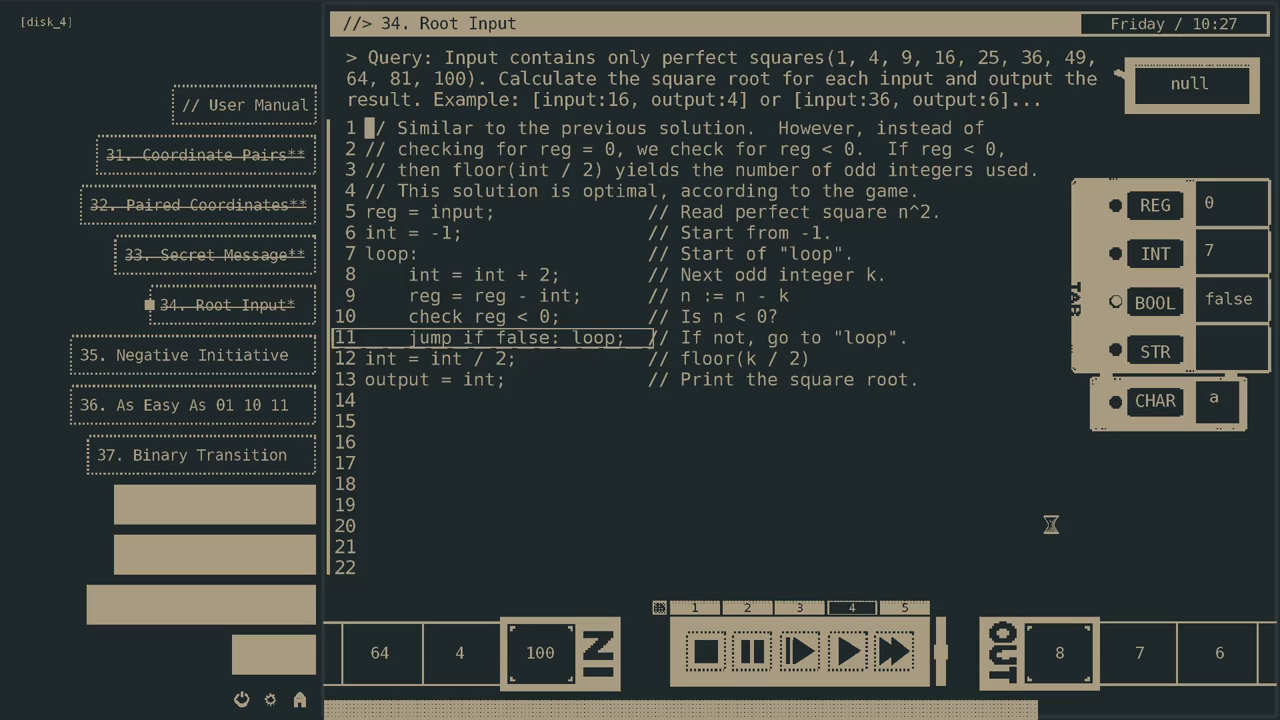 [disk_4]
// User Manual
31. Coordinate Pairs**
32. Paired Coordinates**
33. Secret Message**
34. Root Input*
35. Negative Initiative
36. As Easy As 01 10 11
37. Binary Transition
//> 34. Root Input
Friday / 10:27
> Query: Input contains only perfect squares(1, 4, 9, 16, 25, 36, 49,
64, 81, 100). Calculate the square root for each input and output the
result. Example: [input:16, output:4] or [input:36, output:6]...
null
1 / Similar to the previous solution.  However, instead of
2 // checking for reg = 0, we check for reg < 0.  If reg < 0,
3 // then floor(int / 2) yields the number of odd integers used.
4 // This solution is optimal, according to the game.
5 reg = input; // Read perfect square n^2.
6 int = -1; // Start from -1.
7 loop: // Start of "loop".
8 int = int + 2; // Next odd integer k.
9 reg = reg - int; // n := n - k
10 check reg < 0; // Is n < 0?
11 jump if false: loop; // If not, go to "loop".
12 int = int / 2; // floor(k / 2)
13 output = int; // Print the square root.
14
15
16
17
18
19
20
21
22
TAB
REG 0
INT 7
BOOL false
STR
CHAR a
1 2 3 4 5
64 4 100 IN
OUT 8 7 6